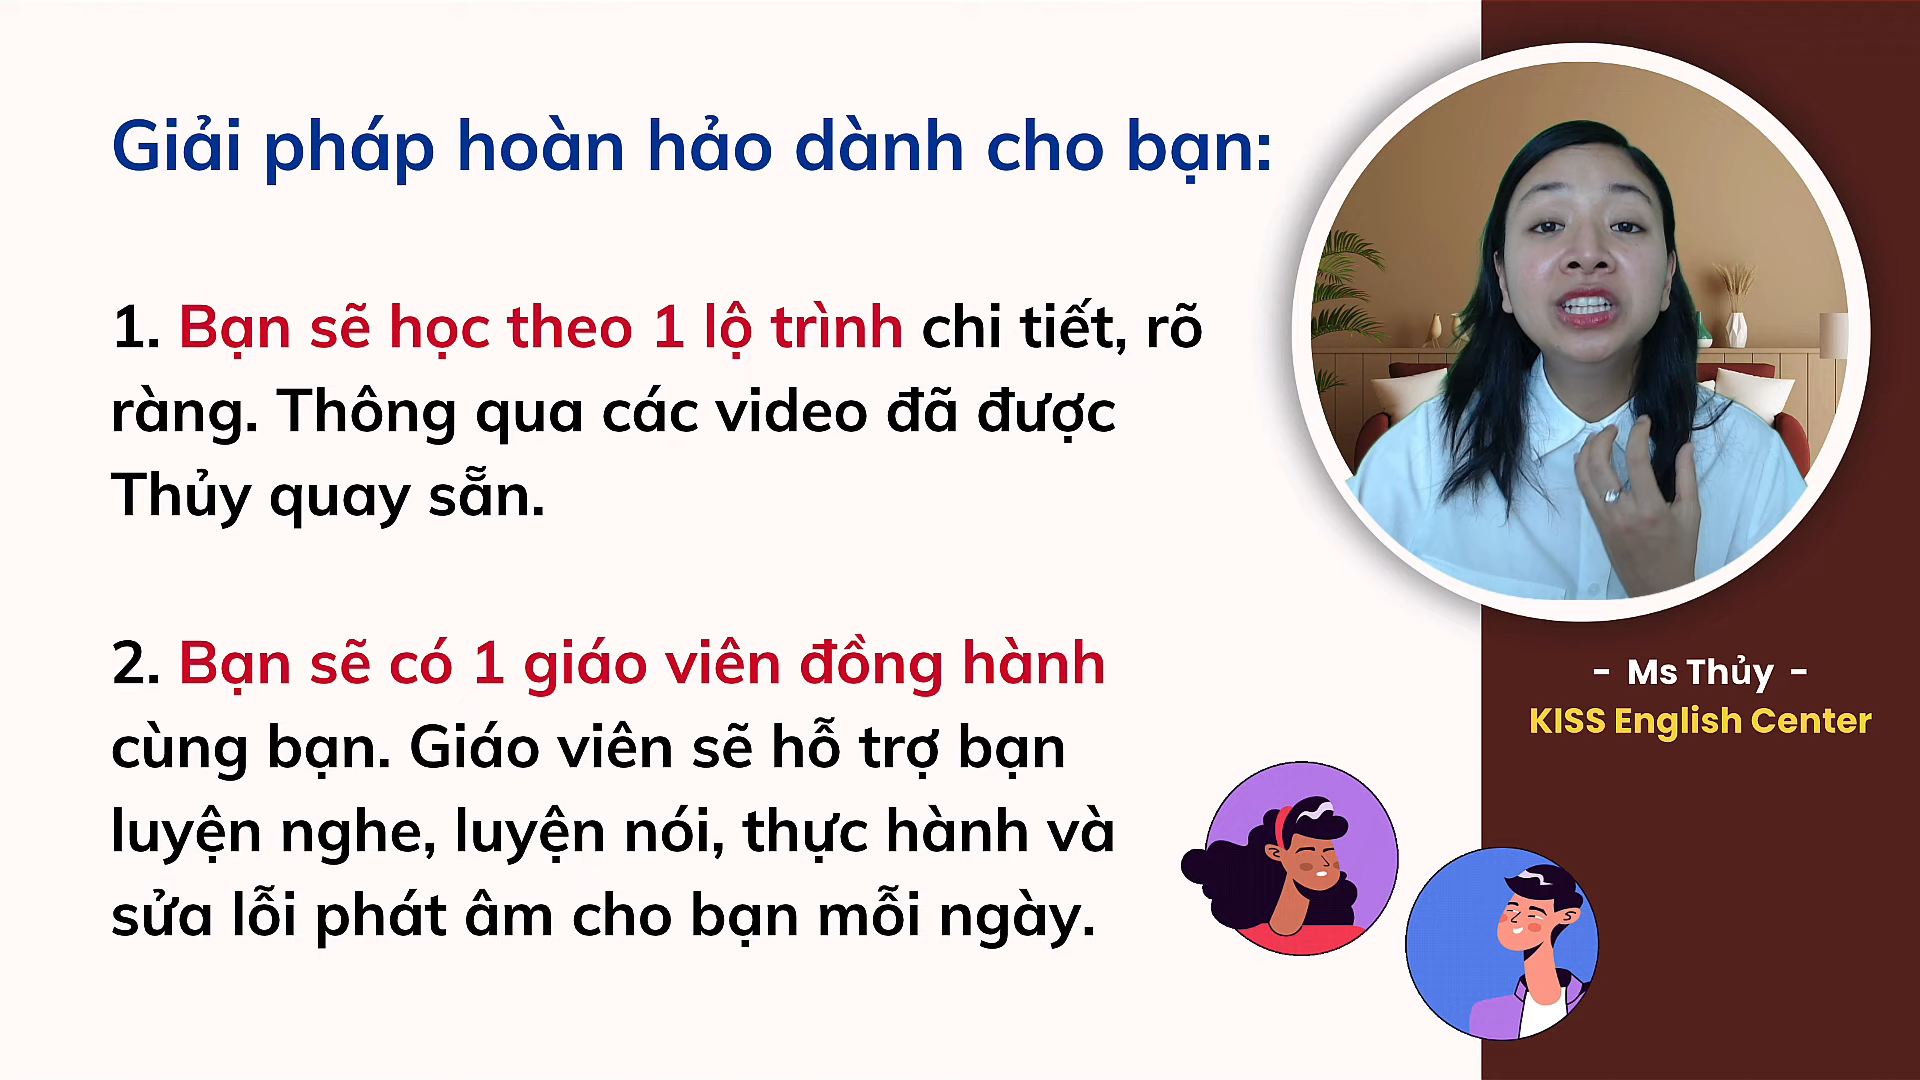 Giải pháp hoàn hảo dành cho bạn:
1. Bạn sẽ học theo 1 lộ trình chi tiết, rõ
ràng. Thông qua các video đã được
Thủy quay sẵn.
2. Bạn sẽ có 1 giáo viên đồng hành
cùng bạn. Giáo viên sẽ hỗ trợ bạn
luyện nghe, luyện nói, thực hành và
sửa lỗi phát âm cho bạn mỗi ngày.
- Ms Thủy -
KISS English Center